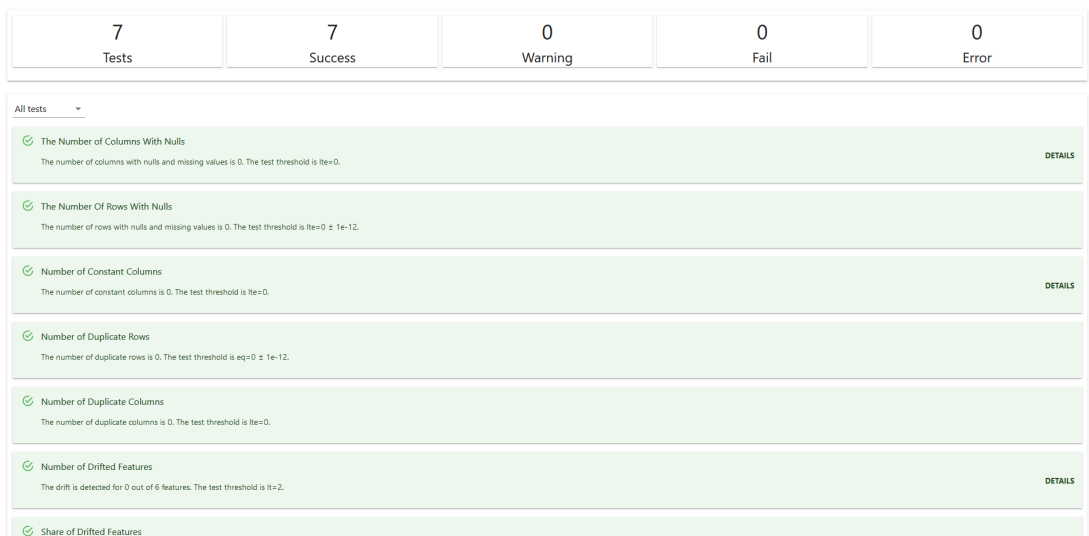 7
Tests
7
Success
0
Warning
0
Fail
0
Error
All tests
The Number of Columns With Nulls
The number of columns with nulls and missing values is 0. The test threshold is lte=0.
DETAILS
The Number Of Rows With Nulls
The number of rows with nulls and missing values is 0. The test threshold is lte=0 ± 1e-12.
Number of Constant Columns
The number of constant columns is 0. The test threshold is lte=0.
DETAILS
Number of Duplicate Rows
The number of duplicate rows is 0. The test threshold is eq=0 ± 1e-12.
Number of Duplicate Columns
The number of duplicate columns is 0. The test threshold is lte=0.
Number of Drifted Features
The drift is detected for 0 out of 6 features. The test threshold is lt=2.
DETAILS
Share of Drifted Features